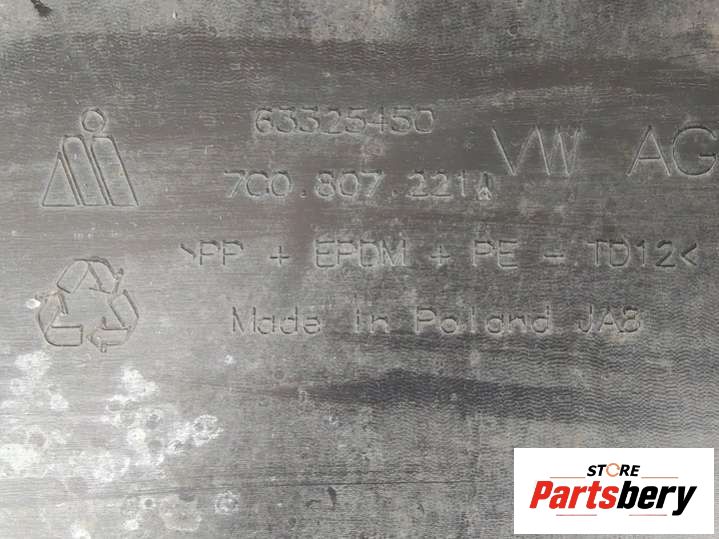 63325450
7C0.807.221 A
VW AG
>PP + EPDM + PE - TD12<
Made in Poland JA8
STORE
Partsbery